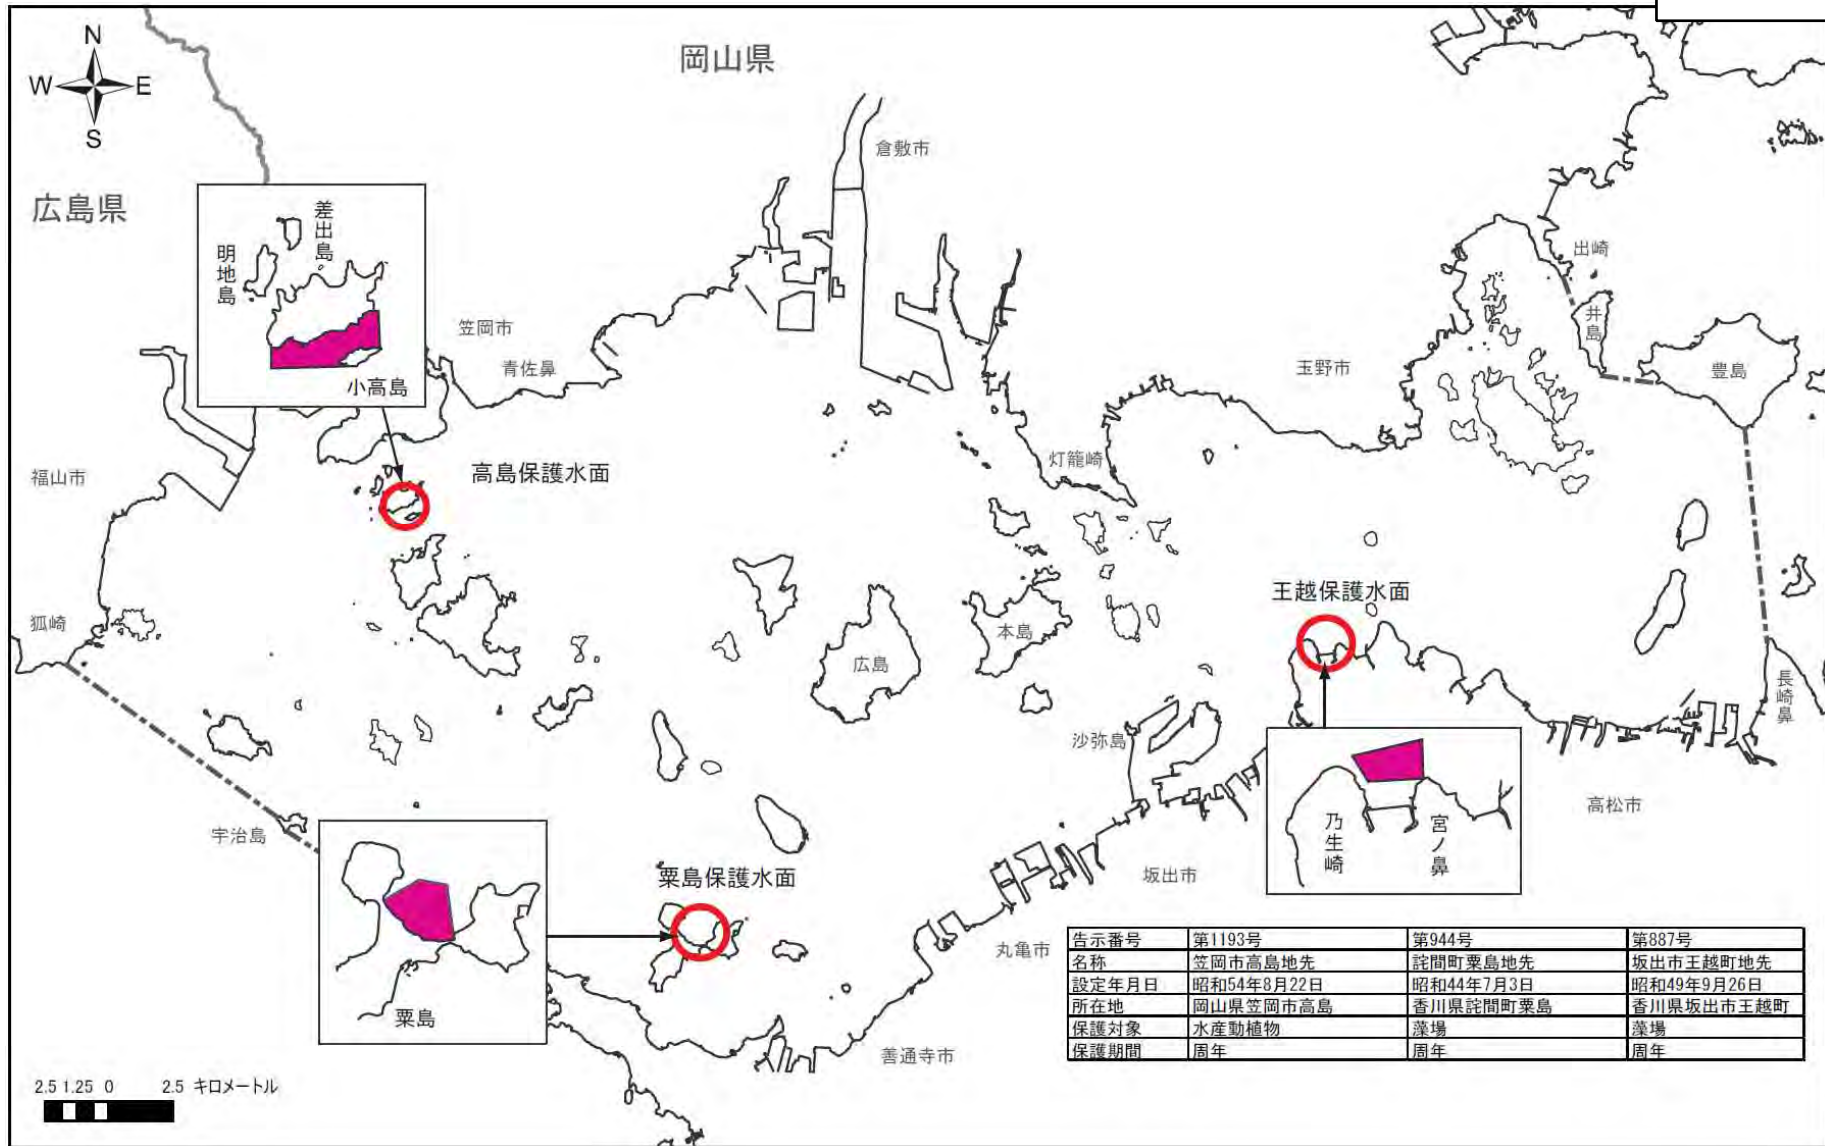 N
W E
S
岡山県
広島県
倉敷市
差出島
明地島
小高島
笠岡市
青佐鼻
出崎
井島
豊島
玉野市
福山市
高島保護水面
灯籠崎
狐崎
王越保護水面
本島
広島
沙弥島
長崎鼻
高松市
宇治島
乃生崎
宮ノ鼻
坂出市
粟島保護水面
丸亀市
粟島
善通寺市
告示番号 第1193号 第944号 第887号
名称 笠岡市高島地先 詫間町粟島地先 坂出市王越町地先
設定年月日 昭和54年8月22日 昭和44年7月3日 昭和49年9月26日
所在地 岡山県笠岡市高島 香川県詫間町粟島 香川県坂出市王越町
保護対象 水産動植物 藻場 藻場
保護期間 周年 周年 周年
2.5 1.25 0 2.5 キロメートル